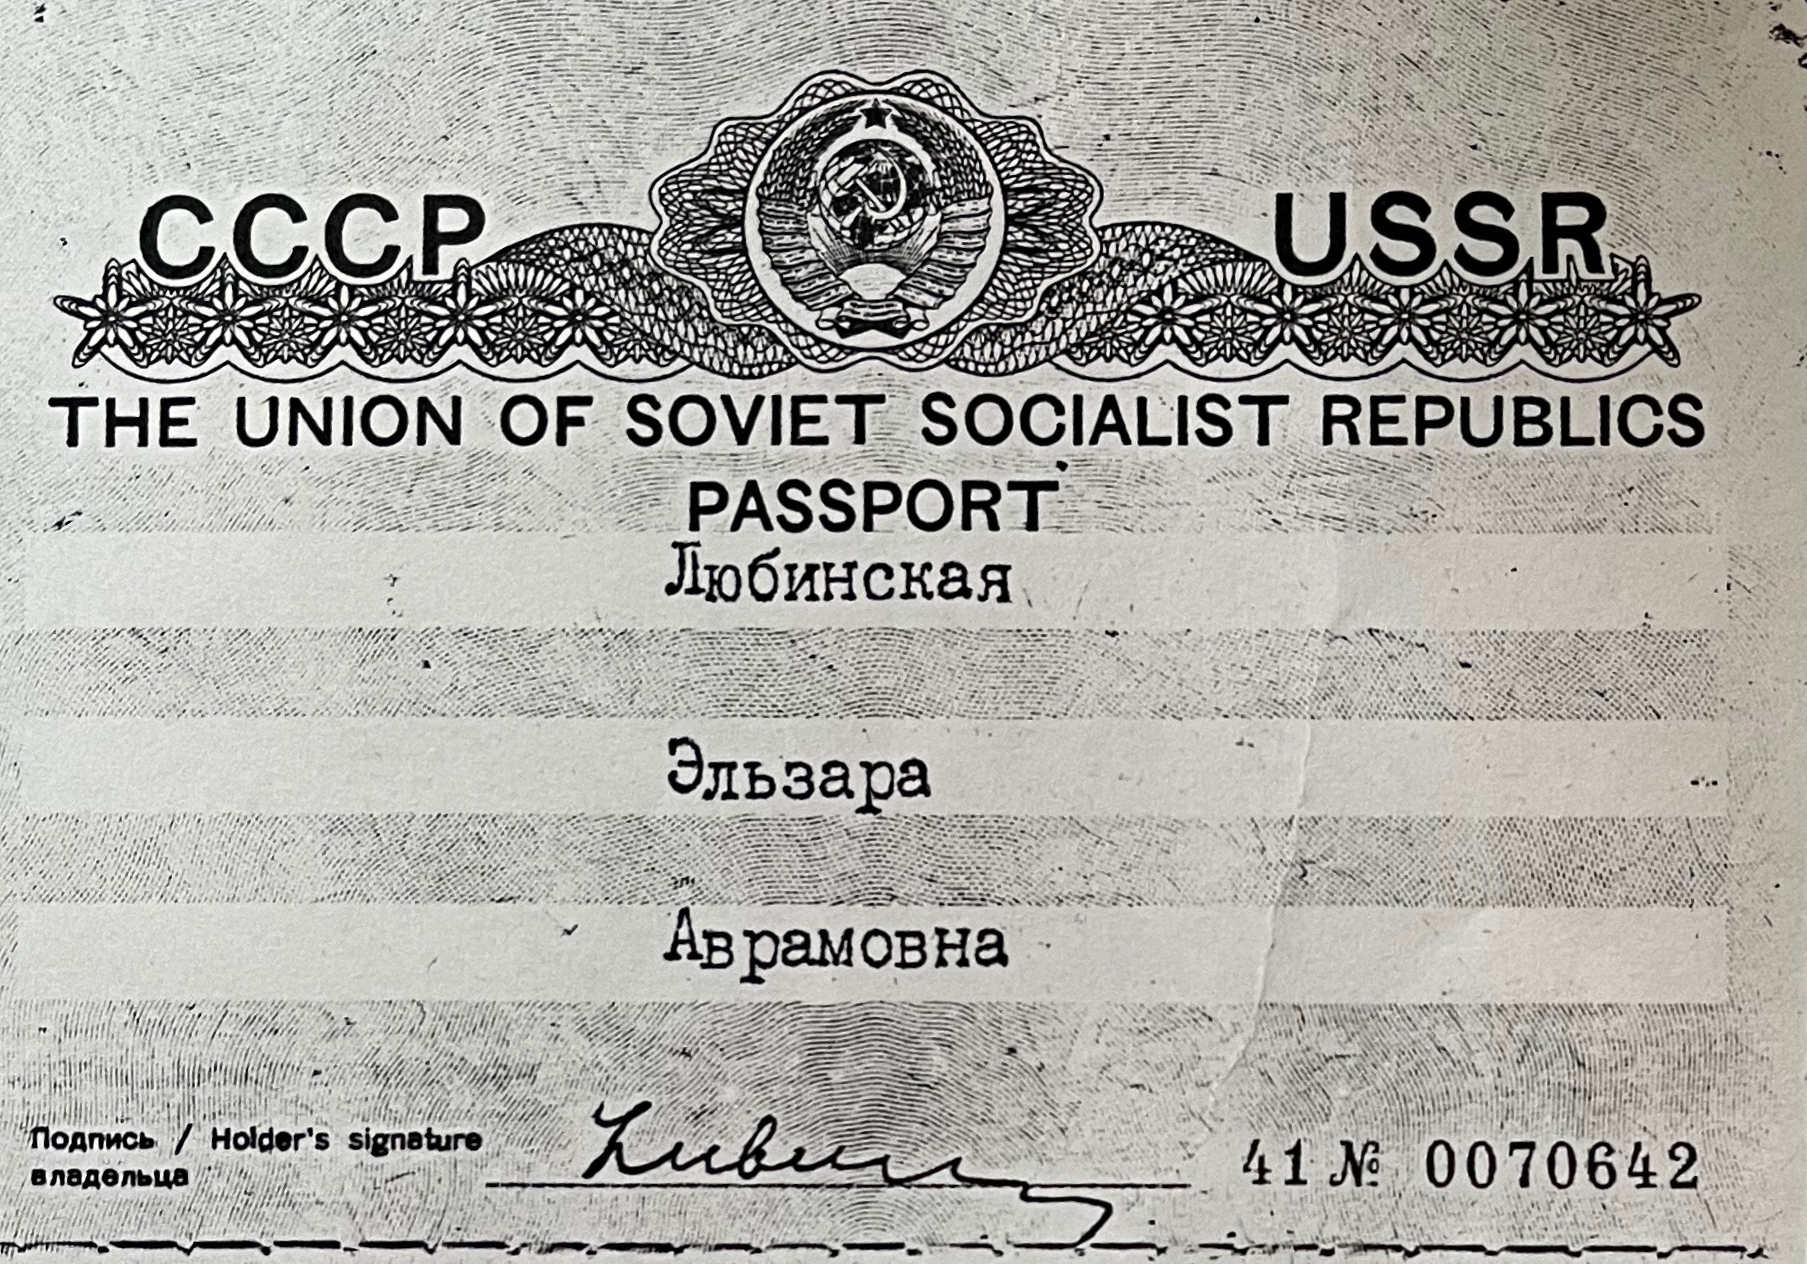 СССР USSR
THE UNION OF SOVIET SOCIALIST REPUBLICS
PASSPORT
Любинская
Эльзара
Аврамовна
Подпись / Holder's signature
владельца
41 № 0070642